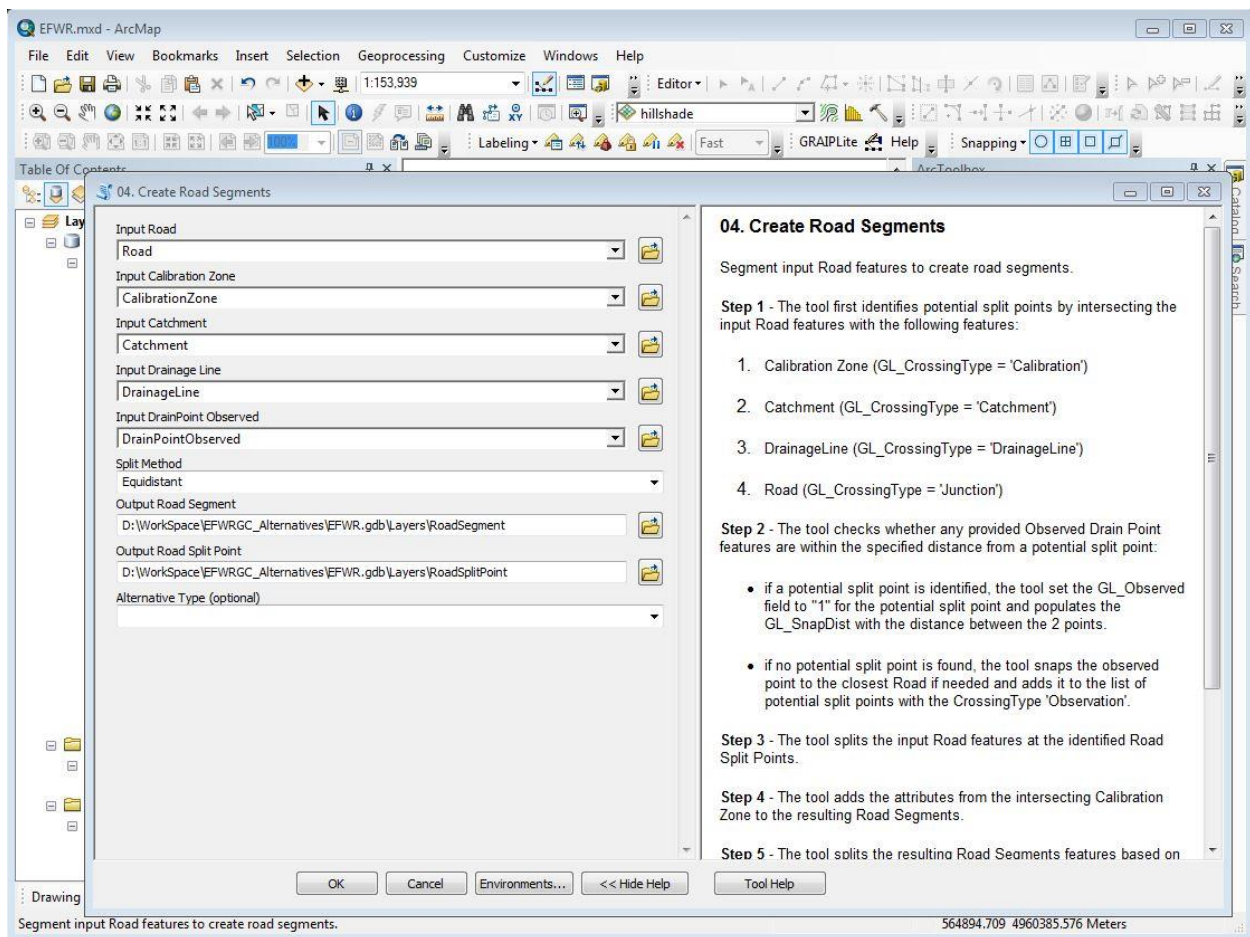 EFWR.mxd - ArcMap
File Edit View Bookmarks Insert Selection Geoprocessing Customize Windows Help
1:153,939
Editor
hillshade
100%
Labeling
Fast
GRAIPLite
Help
Snapping
Table Of Contents
ArcToolbox
Catalog
Search
Lay
04. Create Road Segments
Input Road
Road
Input Calibration Zone
CalibrationZone
Input Catchment
Catchment
Input Drainage Line
DrainageLine
Input DrainPoint Observed
DrainPointObserved
Split Method
Equidistant
Output Road Segment
D:\WorkSpace\EFWRGC_Alternatives\EFWR.gdb\Layers\RoadSegment
Output Road Split Point
D:\WorkSpace\EFWRGC_Alternatives\EFWR.gdb\Layers\RoadSplitPoint
Alternative Type (optional)
04. Create Road Segments
Segment input Road features to create road segments.
Step 1 - The tool first identifies potential split points by intersecting the
input Road features with the following features:
1. Calibration Zone (GL_CrossingType = 'Calibration')
2. Catchment (GL_CrossingType = 'Catchment')
3. DrainageLine (GL_CrossingType = 'DrainageLine')
4. Road (GL_CrossingType = 'Junction')
Step 2 - The tool checks whether any provided Observed Drain Point
features are within the specified distance from a potential split point:
• if a potential split point is identified, the tool set the GL_Observed
field to "1" for the potential split point and populates the
GL_SnapDist with the distance between the 2 points.
• if no potential split point is found, the tool snaps the observed
point to the closest Road if needed and adds it to the list of
potential split points with the CrossingType 'Observation'.
Step 3 - The tool splits the input Road features at the identified Road
Split Points.
Step 4 - The tool adds the attributes from the intersecting Calibration
Zone to the resulting Road Segments.
Step 5 - The tool splits the resulting Road Segments features based on
OK Cancel Environments... << Hide Help Tool Help
Drawing
Segment input Road features to create road segments.
564894.709 4960385.576 Meters